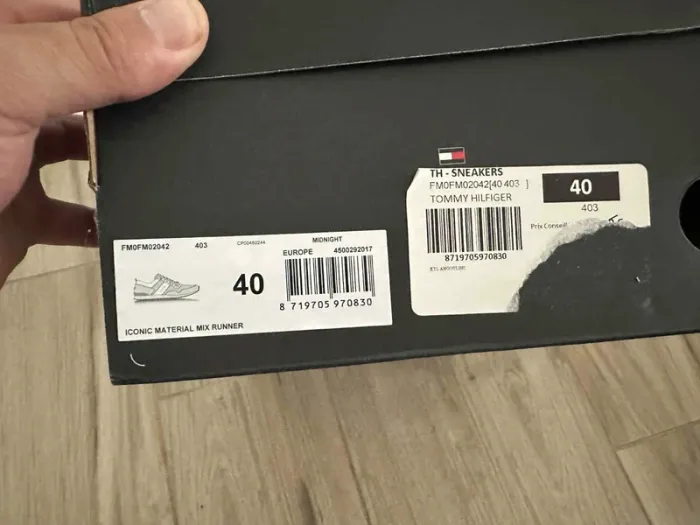 FM0FM02042 403 CP00450244 MIDNIGHT
EUROPE 4500292017
40
8 719705 970830
ICONIC MATERIAL MIX RUNNER
TH - SNEAKERS
FM0FM02042[40 403 ]
TOMMY HILFIGER
40
403
Prix Conseil
8719705970830